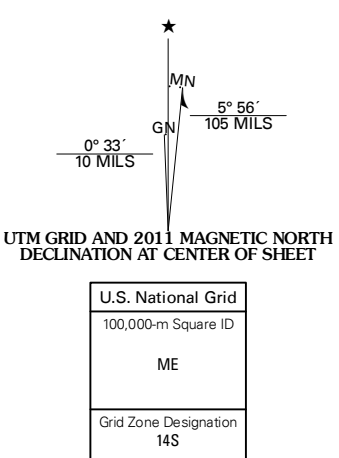 ★
MN
5° 56´
105 MILS
GN
0° 33´
10 MILS
UTM GRID AND 2011 MAGNETIC NORTH
DECLINATION AT CENTER OF SHEET
U.S. National Grid
100,000-m Square ID
ME
Grid Zone Designation
14S